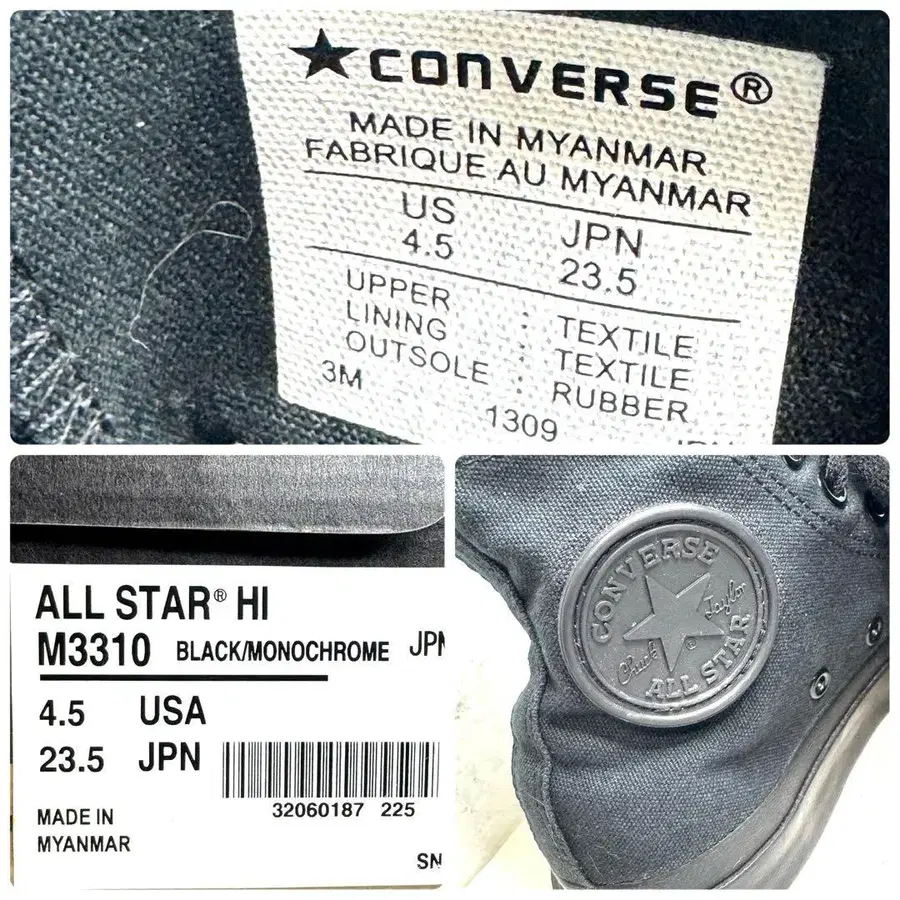 ★CONVERSE®
MADE IN MYANMAR
FABRIQUE AU MYANMAR
US JPN
4.5 23.5
UPPER : TEXTILE
LINING : TEXTILE
OUTSOLE : RUBBER
3M 1309
ALL STAR® HI
M3310 BLACK/MONOCHROME
4.5 USA
23.5 JPN
32060187 225
MADE IN
MYANMAR
CONVERSE
Chuck ® Taylor
ALL STAR